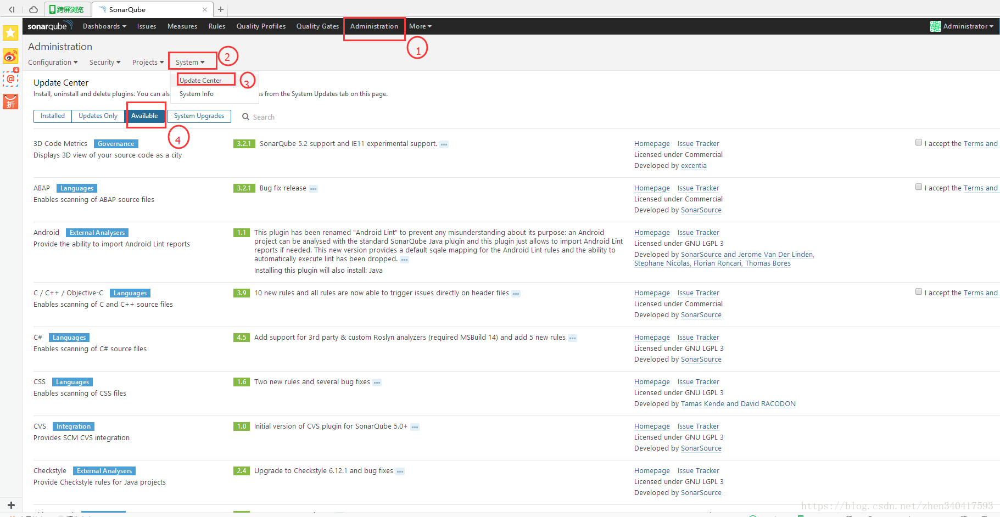 跨屏浏览
SonarQube
sonarqube Dashboards Issues Measures Rules Quality Profiles Quality Gates Administration More Administrator
1
Administration
2
Configuration Security Projects System
4
@
Update Center
3
System Info
折
Update Center
Install, uninstall and delete plugins. You can als es from the System Updates tab on this page.
Installed Updates Only Available System Upgrades Search
4
3D Code Metrics Governance 3.2.1 SonarQube 5.2 support and IE11 experimental support. ... Homepage Issue Tracker I accept the Terms and
Displays 3D view of your source code as a city Licensed under Commercial
Developed by excentia
ABAP Languages 3.2.1 Bug fix release ... Homepage Issue Tracker I accept the Terms and
Enables scanning of ABAP source files Licensed under Commercial
Developed by SonarSource
Android External Analysers 1.1 This plugin has been renamed "Android Lint" to prevent any misunderstanding about its purpose: an Android Homepage Issue Tracker
project can be analysed with the standard SonarQube Java plugin and this plugin just allows to import Android Lint
Provide the ability to import Android Lint reports Licensed under GNU LGPL 3
reports if needed. This new version provides a default sqale mapping for the Android Lint rules and the ability to
Developed by SonarSource and Jerome Van Der Linden,
automatically execute lint has been dropped. ...
Stephane Nicolas, Florian Roncari, Thomas Bores
Installing this plugin will also install: Java
C / C++ / Objective-C Languages 3.9 10 new rules and all rules are now able to trigger issues directly on header files ... Homepage Issue Tracker I accept the Terms and
Enables scanning of C and C++ source files Licensed under Commercial
Developed by SonarSource
C# Languages 4.5 Add support for 3rd party & custom Roslyn analyzers (required MSBuild 14) and add 5 new rules ... Homepage Issue Tracker
Enables scanning of C# source files Licensed under GNU LGPL 3
Developed by SonarSource
CSS Languages 1.6 Two new rules and several bug fixes ... Homepage Issue Tracker
Enables scanning of CSS files Licensed under GNU LGPL 3
Developed by Tamas Kende and David RACODON
CVS Integration 1.0 Initial version of CVS plugin for SonarQube 5.0+ ... Homepage Issue Tracker
Provides SCM CVS integration Licensed under GNU LGPL 3
Developed by SonarSource
Checkstyle External Analysers 2.4 Upgrade to Checkstyle 6.12.1 and bug fixes ... Homepage Issue Tracker
Provide Checkstyle rules for Java projects Licensed under GNU LGPL 3
Developed by SonarSource
https://blog.csdn.net/zhen340417593